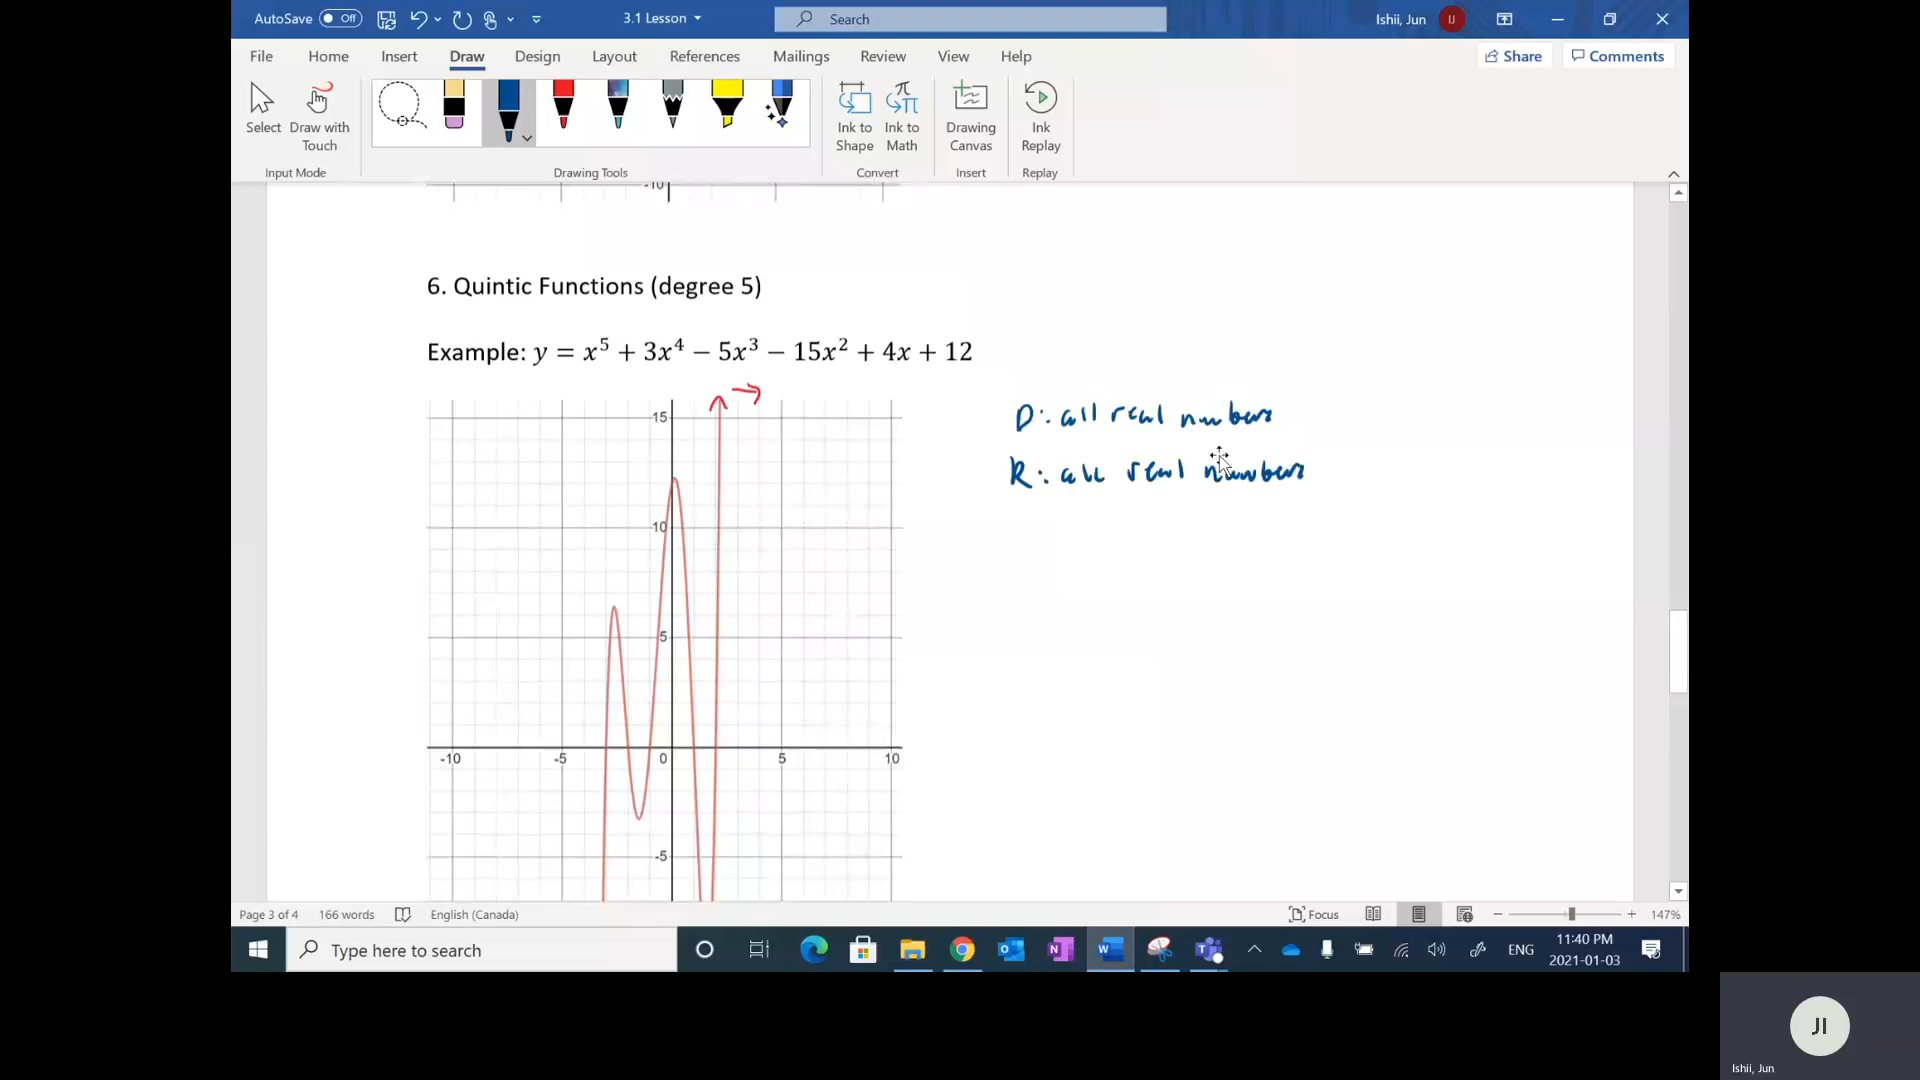 AutoSave Off 3.1 Lesson Search Ishii, Jun IJ
File Home Insert Draw Design Layout References Mailings Review View Help Share Comments
Select Draw with Touch Ink to Shape Ink to Math Drawing Canvas Ink Replay
Input Mode Drawing Tools Convert Insert Replay
-10
6. Quintic Functions (degree 5)
Example: y = x⁵ + 3x⁴ − 5x³ − 15x² + 4x + 12
15
D: all real numbers
R: all real numbers
10
5
-10 -5 0 5 10
-5
Page 3 of 4 166 words English (Canada) Focus 147%
Type here to search ENG 11:40 PM
2021-01-03
JI
Ishii, Jun